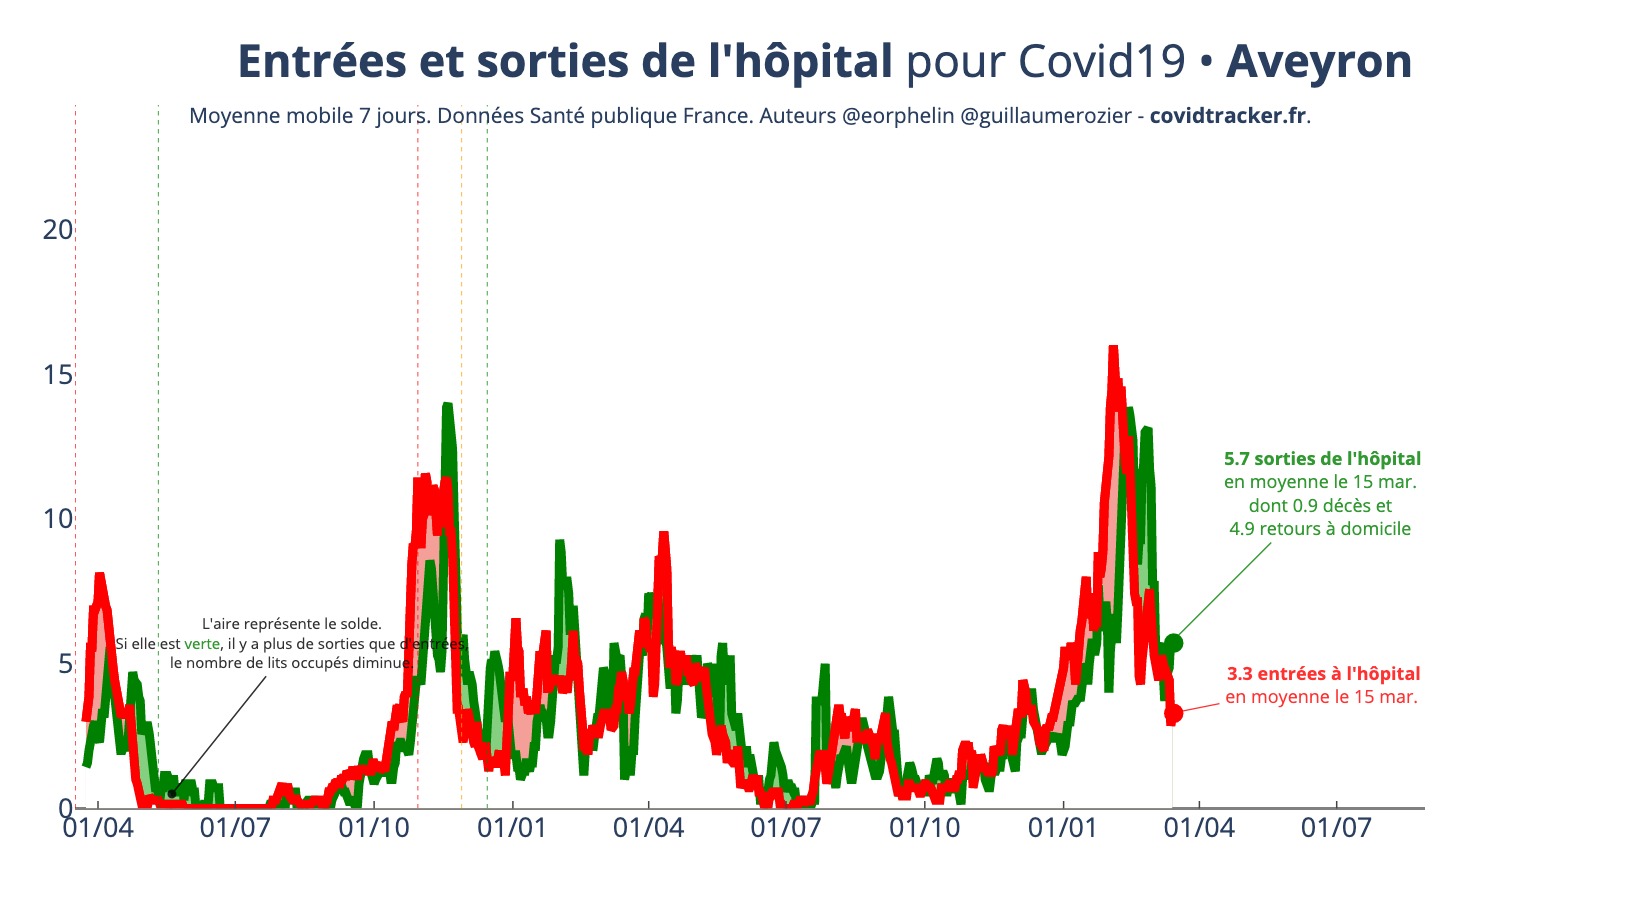 Entrées et sorties de l'hôpital pour Covid19 • Aveyron
Moyenne mobile 7 jours. Données Santé publique France. Auteurs @eorphelin @guillaumerozier - covidtracker.fr.
20
15
10
5
0
5.7 sorties de l'hôpital
en moyenne le 15 mar.
dont 0.9 décès et
4.9 retours à domicile
L'aire représente le solde.
Si elle est verte, il y a plus de sorties que d'entrées,
le nombre de lits occupés diminue.
3.3 entrées à l'hôpital
en moyenne le 15 mar.
01/04 01/07 01/10 01/01 01/04 01/07 01/10 01/01 01/04 01/07